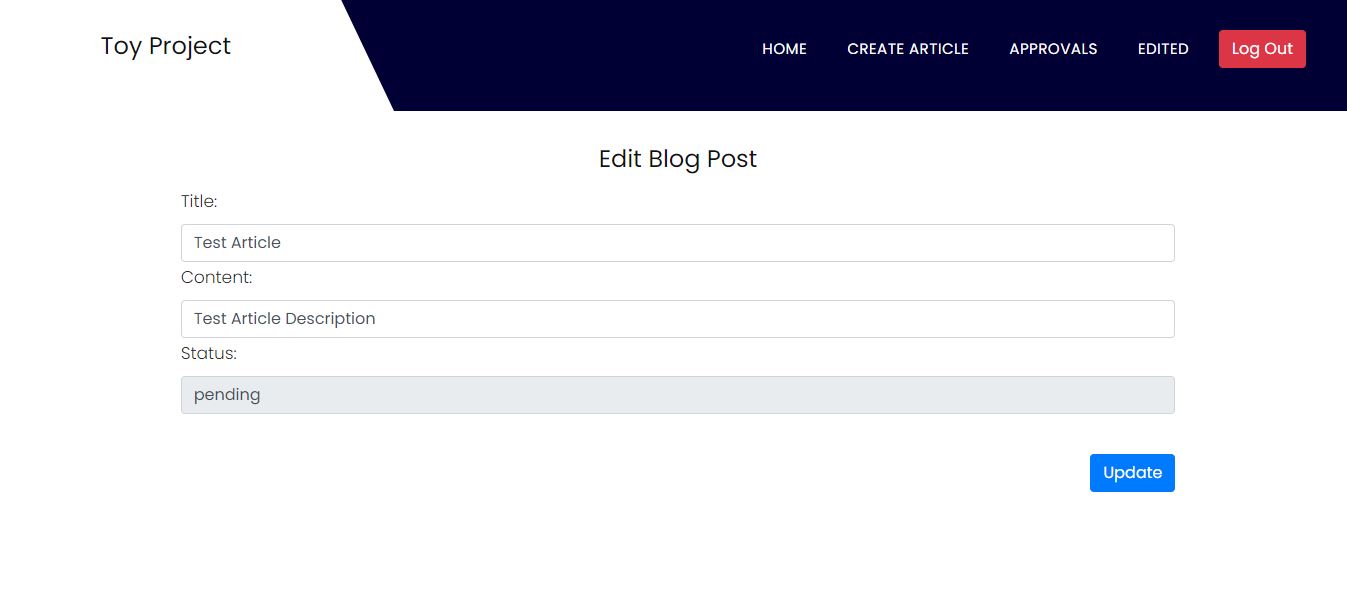 Toy Project
HOME CREATE ARTICLE APPROVALS EDITED Log Out
Edit Blog Post
Title:
Test Article
Content:
Test Article Description
Status:
pending
Update